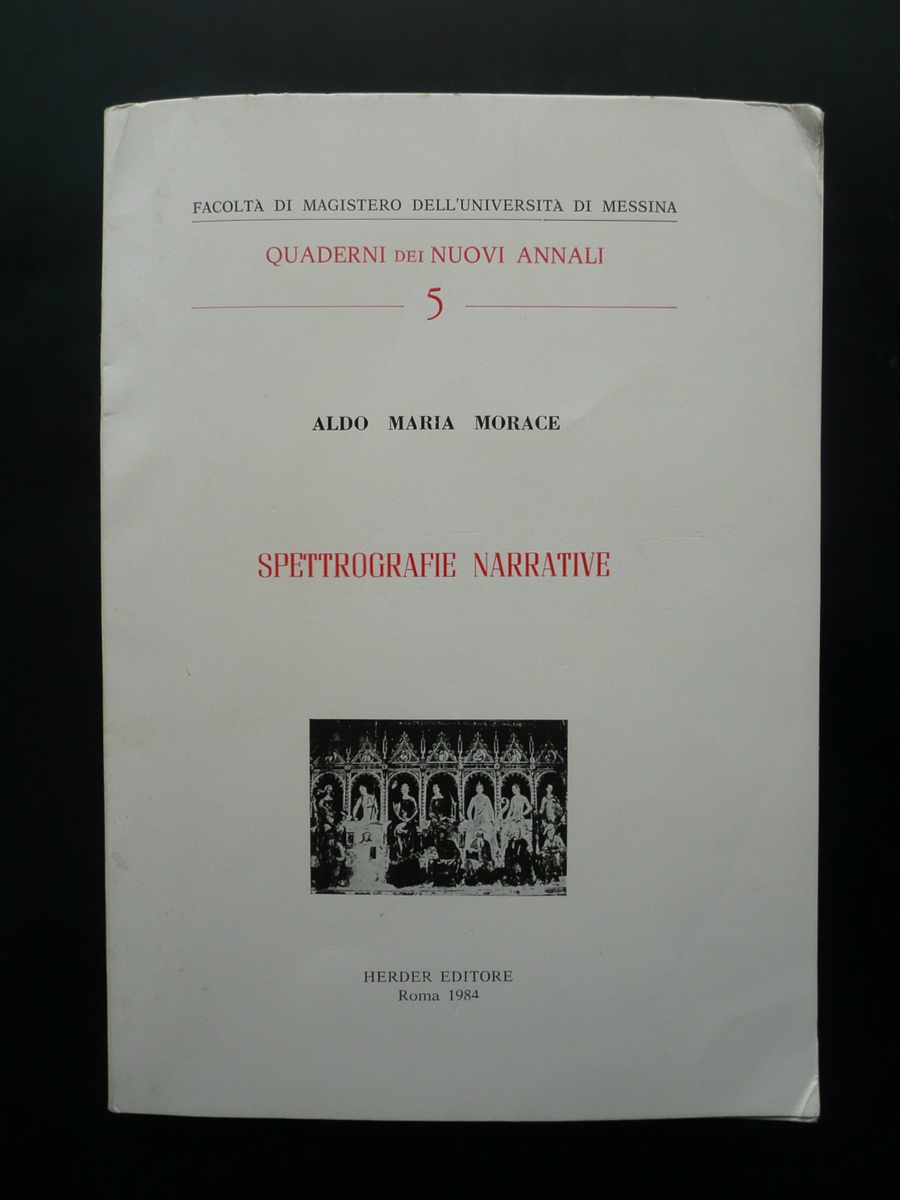 FACOLTÀ DI MAGISTERO DELL'UNIVERSITÀ DI MESSINA
QUADERNI DEI NUOVI ANNALI
5
ALDO MARIA MORACE
SPETTROGRAFIE NARRATIVE
HERDER EDITORE
Roma 1984